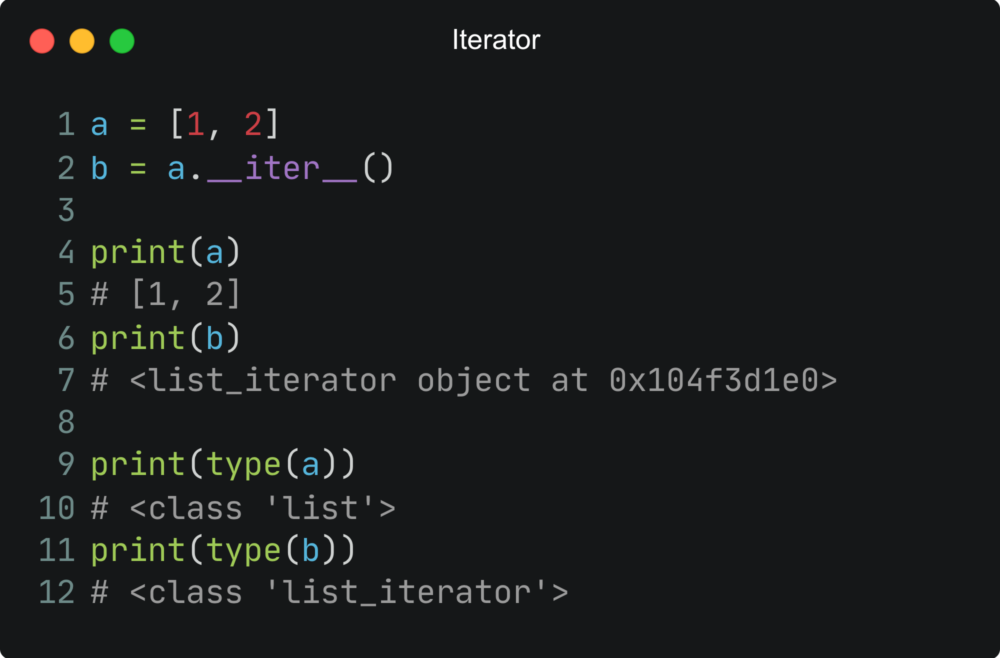 Iterator
1 a = [1, 2]
2 b = a.__iter__()
3
4 print(a)
5 # [1, 2]
6 print(b)
7 # <list_iterator object at 0x104f3d1e0>
8
9 print(type(a))
10 # <class 'list'>
11 print(type(b))
12 # <class 'list_iterator'>